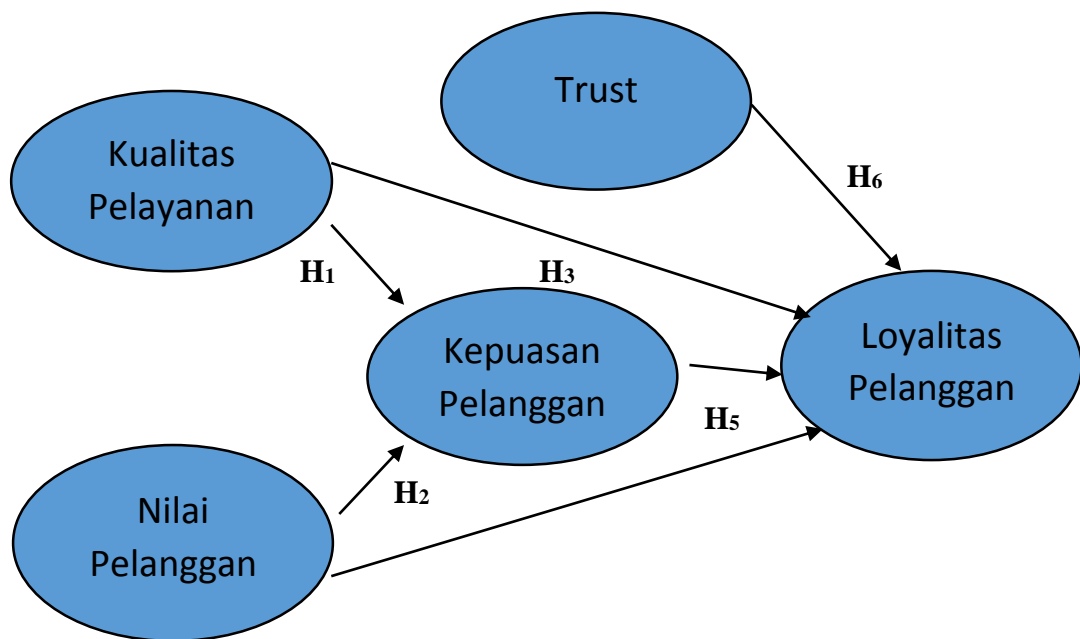 Trust
Kualitas
Pelayanan
H6
H1
H3
Kepuasan
Pelanggan
Loyalitas
Pelanggan
H5
H2
Nilai
Pelanggan